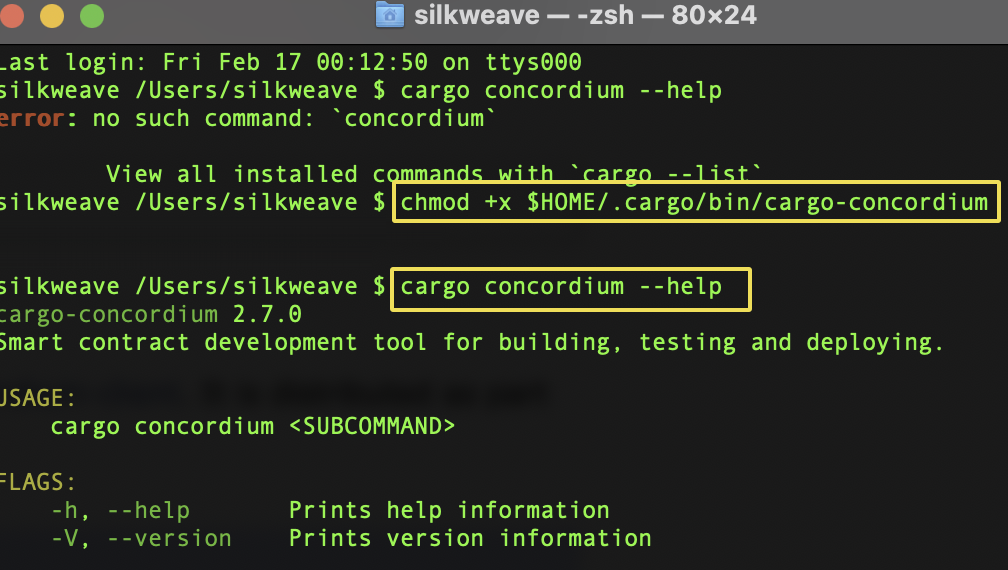 silkweave — -zsh — 80×24
Last login: Fri Feb 17 00:12:50 on ttys000
silkweave /Users/silkweave $ cargo concordium --help
error: no such command: `concordium`
View all installed commands with `cargo --list`
silkweave /Users/silkweave $ chmod +x $HOME/.cargo/bin/cargo-concordium
silkweave /Users/silkweave $ cargo concordium --help
cargo-concordium 2.7.0
Smart contract development tool for building, testing and deploying.
USAGE:
cargo concordium <SUBCOMMAND>
FLAGS:
-h, --help Prints help information
-V, --version Prints version information